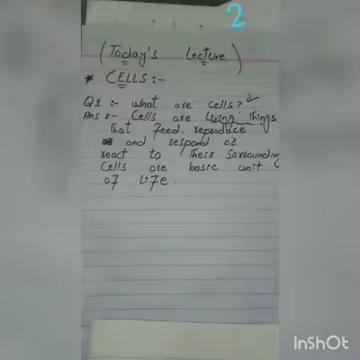 2
(Today's Lecture)
* CELLS:-
Q1:- What are cells?
Ans:- Cells are Living Things
That Feed, reproduce
and respond or
react to Their sorrounding
Cells are basic unit
of life.
InShOt